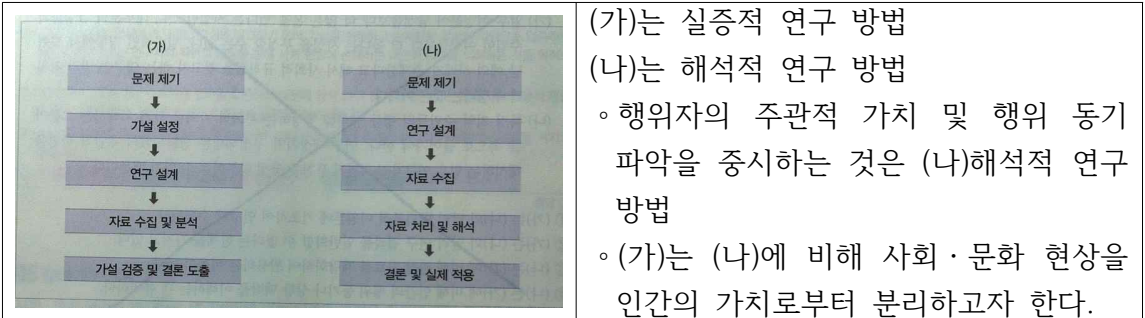 (가)
문제 제기
가설 설정
연구 설계
자료 수집 및 분석
가설 검증 및 결론 도출
(나)
문제 제기
연구 설계
자료 수집
자료 처리 및 해석
결론 및 실제 적용
(가)는 실증적 연구 방법
(나)는 해석적 연구 방법
◦행위자의 주관적 가치 및 행위 동기
파악을 중시하는 것은 (나)해석적 연구
방법
◦(가)는 (나)에 비해 사회·문화 현상을
인간의 가치로부터 분리하고자 한다.